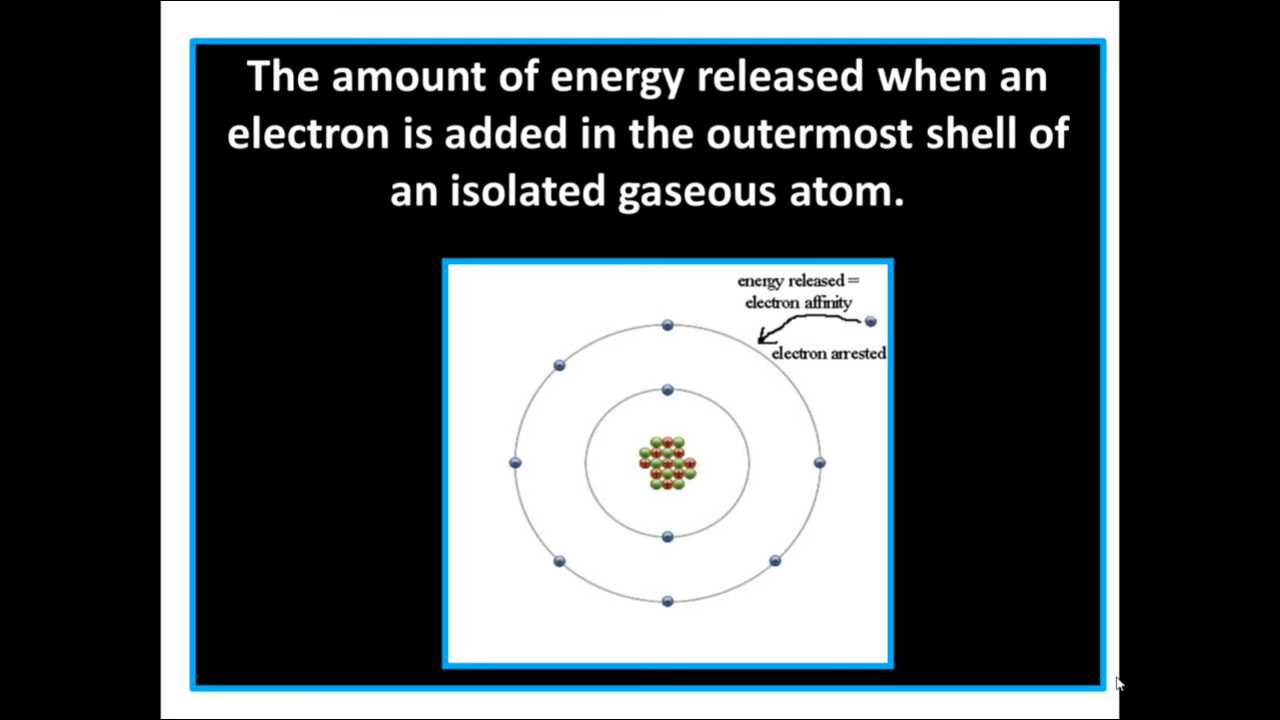 The amount of energy released when an
electron is added in the outermost shell of
an isolated gaseous atom.
energy released =
electron affinity
electron arrested